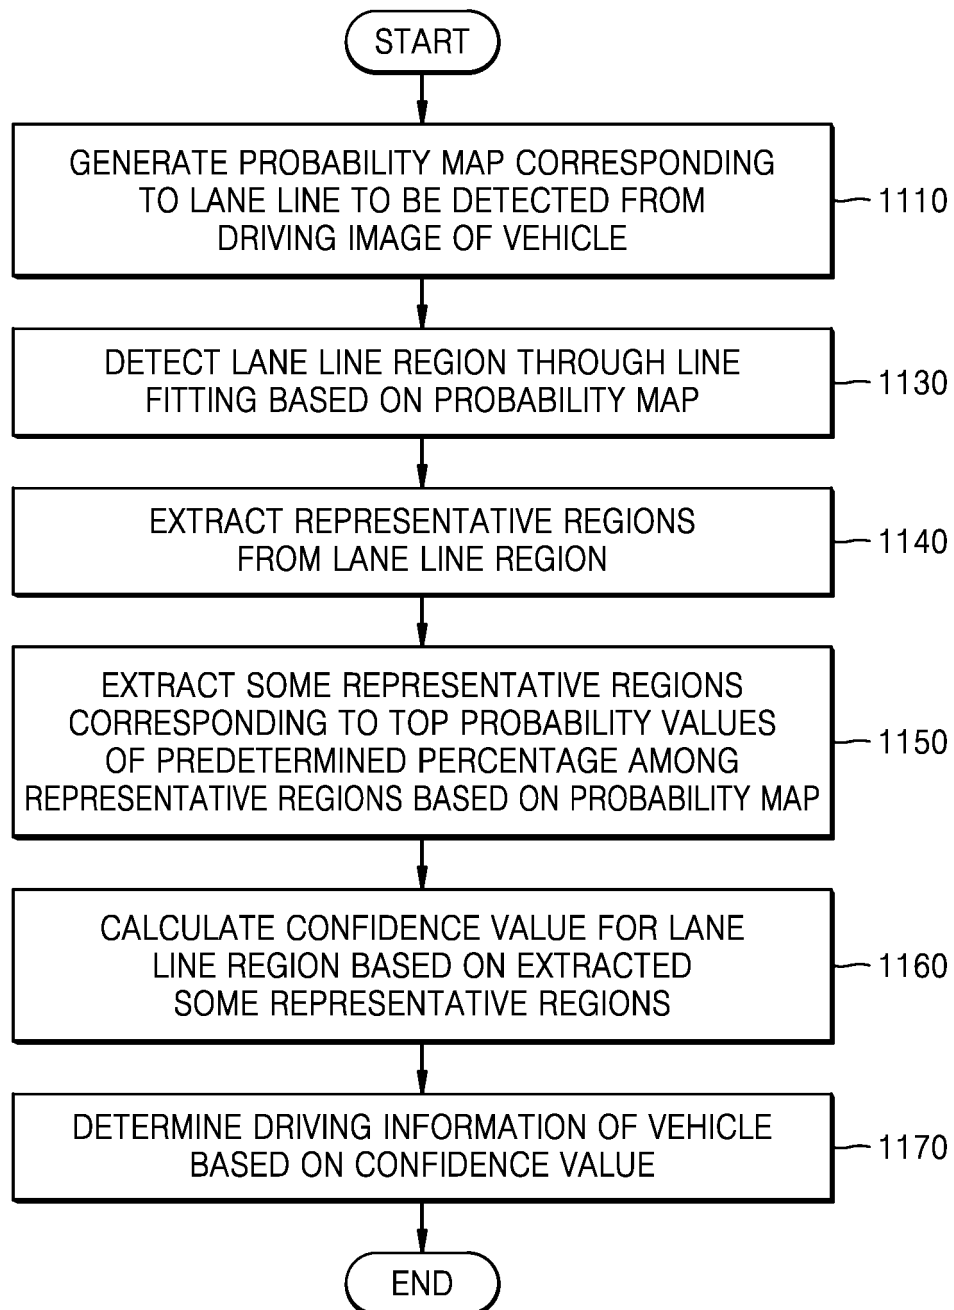 START
GENERATE PROBABILITY MAP CORRESPONDING
TO LANE LINE TO BE DETECTED FROM
DRIVING IMAGE OF VEHICLE
1110
DETECT LANE LINE REGION THROUGH LINE
FITTING BASED ON PROBABILITY MAP
1130
EXTRACT REPRESENTATIVE REGIONS
FROM LANE LINE REGION
1140
EXTRACT SOME REPRESENTATIVE REGIONS
CORRESPONDING TO TOP PROBABILITY VALUES
OF PREDETERMINED PERCENTAGE AMONG
REPRESENTATIVE REGIONS BASED ON PROBABILITY MAP
1150
CALCULATE CONFIDENCE VALUE FOR LANE
LINE REGION BASED ON EXTRACTED
SOME REPRESENTATIVE REGIONS
1160
DETERMINE DRIVING INFORMATION OF VEHICLE
BASED ON CONFIDENCE VALUE
1170
END